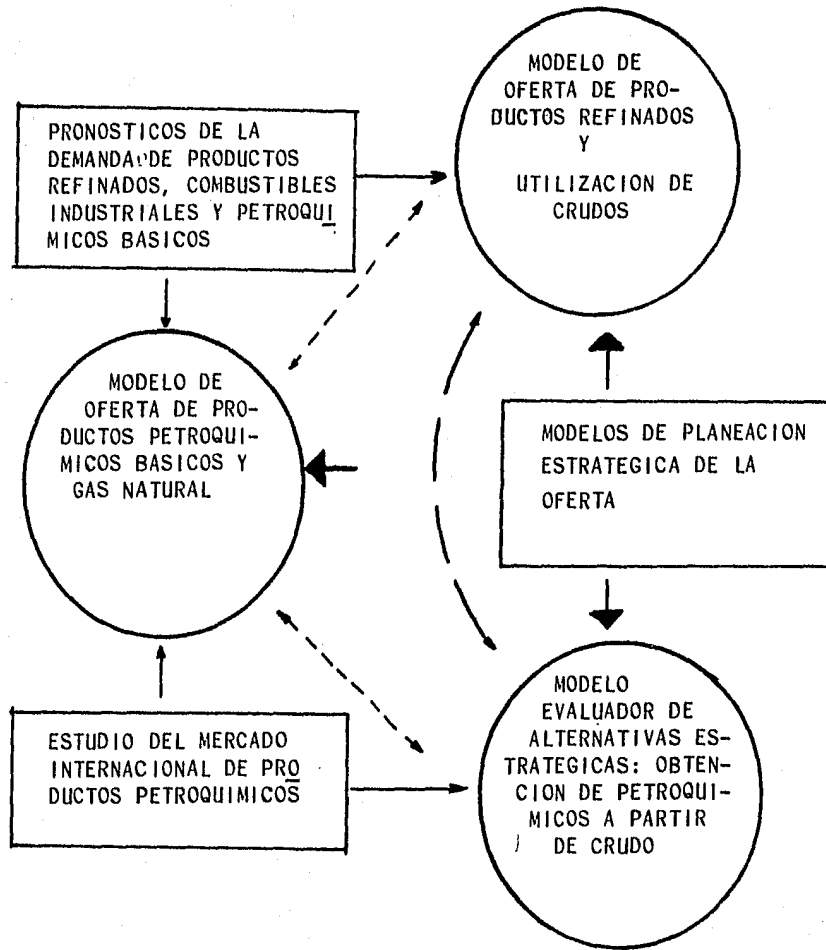 MODELO DE
OFERTA DE PRO-
DUCTOS REFINADOS
Y
UTILIZACION DE
CRUDOS
PRONOSTICOS DE LA
DEMANDA DE PRODUCTOS
REFINADOS, COMBUSTIBLES
INDUSTRIALES Y PETROQUI
MICOS BASICOS
MODELO DE
OFERTA DE PRO-
DUCTOS PETROQUI-
MICOS BASICOS Y
GAS NATURAL
MODELOS DE PLANEACION
ESTRATEGICA DE LA
OFERTA
ESTUDIO DEL MERCADO
INTERNACIONAL DE PRO
DUCTOS PETROQUIMICOS
MODELO
EVALUADOR DE
ALTERNATIVAS ES-
TRATEGICAS: OBTEN-
CION DE PETROQUI-
MICOS A PARTIR
DE CRUDO